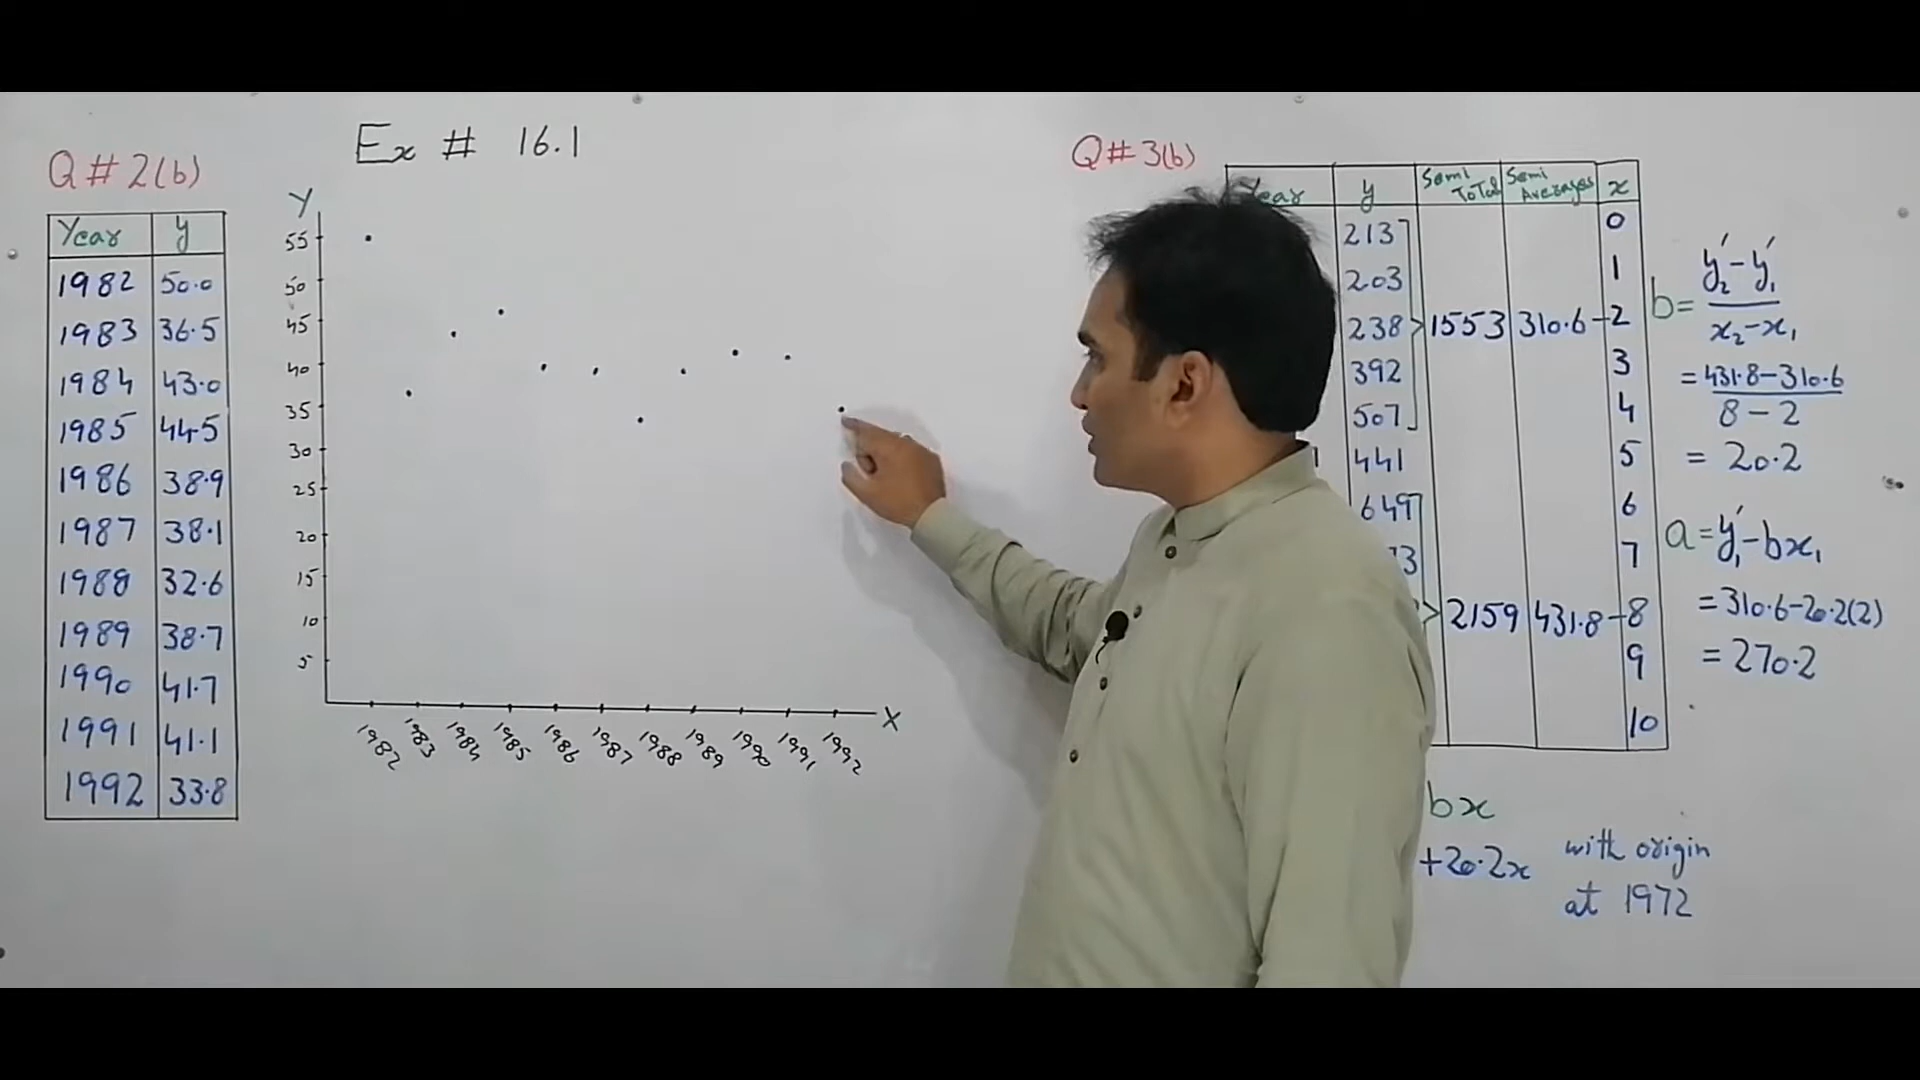 Ex # 16.1
Q # 2(b)
Year y
1982 50.0
1983 36.5
1984 43.0
1985 44.5
1986 38.9
1987 38.1
1988 32.6
1989 38.7
1990 41.7
1991 41.1
1992 33.8
Y
55
50
45
40
35
30
25
20
15
10
5
X
1982 1983 1984 1985 1986 1987 1988 1989 1990 1991 1992
Q # 3(b)
Year y Semi Total Semi Averages x
213 0
203 1
238 1553 310.6 2
392 3
507 4
441 5
649 6
7
2159 431.8 8
9
10
b = y'2 - y'1 / x2 - x1
= 431.8 - 310.6 / 8 - 2
= 20.2
a = y'1 - bx1
= 310.6 - 20.2(2)
= 270.2
bx
+20.2x with origin
at 1972